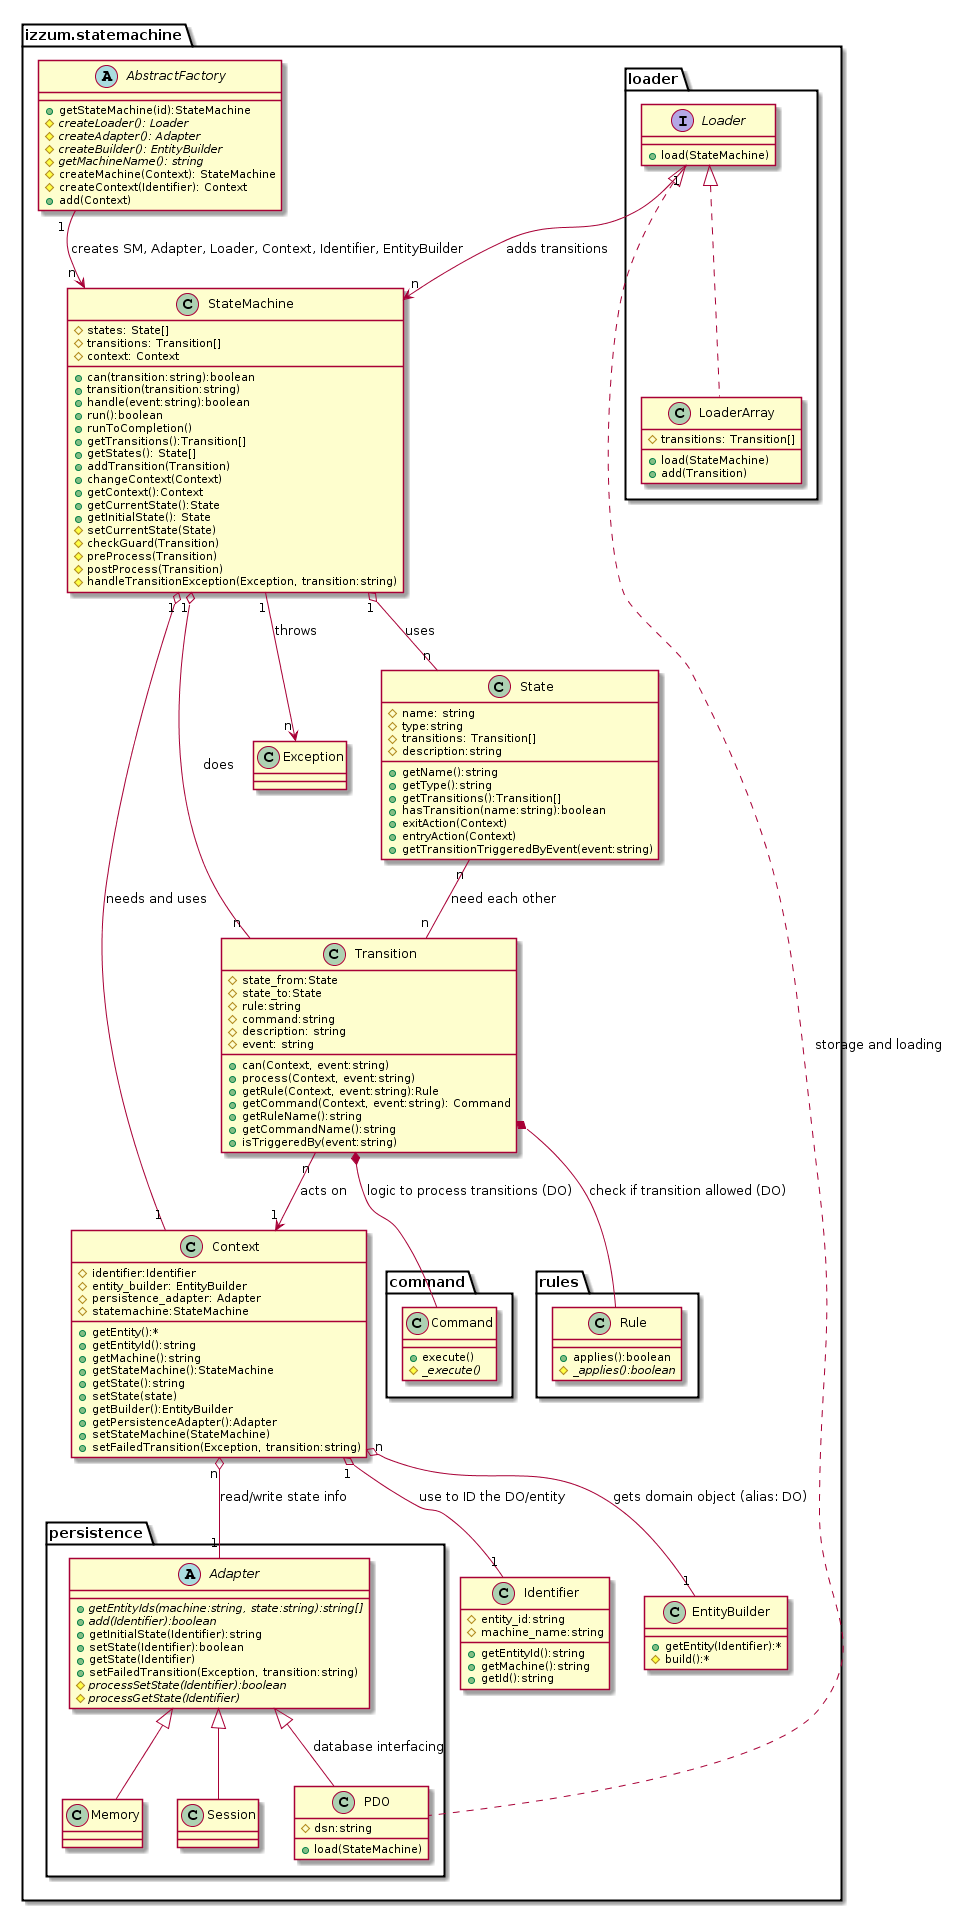 izzum.statemachine
A AbstractFactory
getStateMachine(id):StateMachine
createLoader(): Loader
createAdapter(): Adapter
createBuilder(): EntityBuilder
getMachineName(): string
createMachine(Context): StateMachine
createContext(Identifier): Context
add(Context)
loader
I Loader
load(StateMachine)
1
1
creates SM, Adapter, Loader, Context, Identifier, EntityBuilder
adds transitions
n
n
C StateMachine
states: State[]
transitions: Transition[]
context: Context
can(transition:string):boolean
transition(transition:string)
handle(event:string):boolean
run():boolean
runToCompletion()
getTransitions():Transition[]
getStates(): State[]
addTransition(Transition)
changeContext(Context)
getContext():Context
getCurrentState():State
getInitialState(): State
setCurrentState(State)
checkGuard(Transition)
preProcess(Transition)
postProcess(Transition)
handleTransitionException(Exception, transition:string)
C LoaderArray
transitions: Transition[]
load(StateMachine)
add(Transition)
1
1
1
1
throws
uses
n
n
C State
name: string
type:string
transitions: Transition[]
description:string
getName():string
getType():string
getTransitions():Transition[]
hasTransition(name:string):boolean
exitAction(Context)
entryAction(Context)
getTransitionTriggeredByEvent(event:string)
C Exception
does
n
needs and uses
need each other
n
n
C Transition
state_from:State
state_to:State
rule:string
command:string
description: string
event: string
can(Context, event:string)
process(Context, event:string)
getRule(Context, event:string):Rule
getCommand(Context, event:string): Command
getRuleName():string
getCommandName():string
isTriggeredBy(event:string)
storage and loading
n
acts on
logic to process transitions (DO)
check if transition allowed (DO)
1
1
C Context
identifier:Identifier
entity_builder: EntityBuilder
persistence_adapter: Adapter
statemachine:StateMachine
getEntity():*
getEntityId():string
getMachine():string
getStateMachine():StateMachine
getState():string
setState(state)
getBuilder():EntityBuilder
getPersistenceAdapter():Adapter
setStateMachine(StateMachine)
setFailedTransition(Exception, transition:string)
command
C Command
execute()
_execute()
rules
C Rule
applies():boolean
_applies():boolean
n
n
1
read/write state info
use to ID the DO/entity
gets domain object (alias: DO)
1
1
1
persistence
A Adapter
getEntityIds(machine:string, state:string):string[]
add(Identifier):boolean
getInitialState(Identifier):string
setState(Identifier):boolean
getState(Identifier)
setFailedTransition(Exception, transition:string)
processSetState(Identifier):boolean
processGetState(Identifier)
C Identifier
entity_id:string
machine_name:string
getEntityId():string
getMachine():string
getId():string
C EntityBuilder
getEntity(Identifier):*
build():*
database interfacing
C Memory
C Session
C PDO
dsn:string
load(StateMachine)